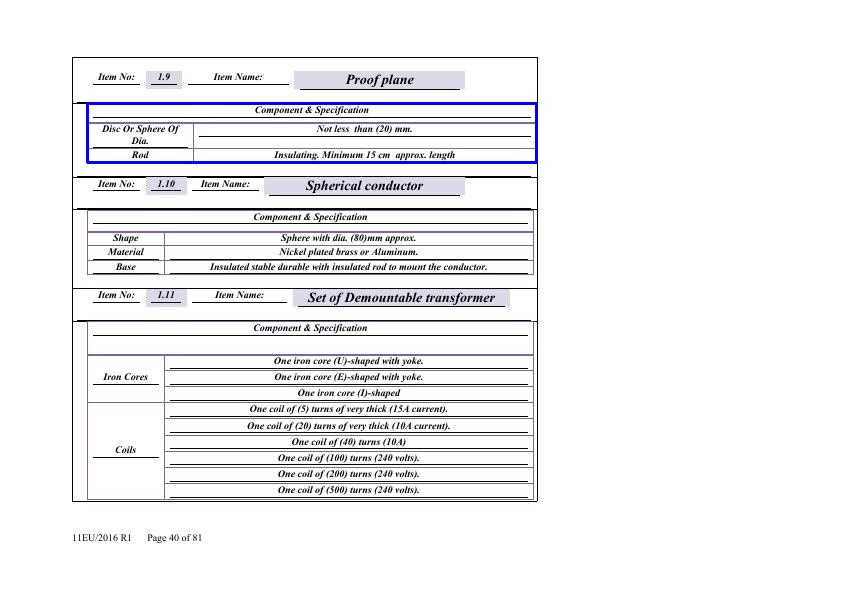 Item No: 1.9 Item Name: Proof plane
Component & Specification
Disc Or Sphere Of Dia. Not less than (20) mm.
Rod Insulating. Minimum 15 cm approx. length
Item No: 1.10 Item Name: Spherical conductor
Component & Specification
Shape Sphere with dia. (80)mm approx.
Material Nickel plated brass or Aluminum.
Base Insulated stable durable with insulated rod to mount the conductor.
Item No: 1.11 Item Name: Set of Demountable transformer
Component & Specification
Iron Cores
One iron core (U)-shaped with yoke.
One iron core (E)-shaped with yoke.
One iron core (I)-shaped
Coils
One coil of (5) turns of very thick (15A current).
One coil of (20) turns of very thick (10A current).
One coil of (40) turns (10A)
One coil of (100) turns (240 volts).
One coil of (200) turns (240 volts).
One coil of (500) turns (240 volts).
11EU/2016 R1 Page 40 of 81